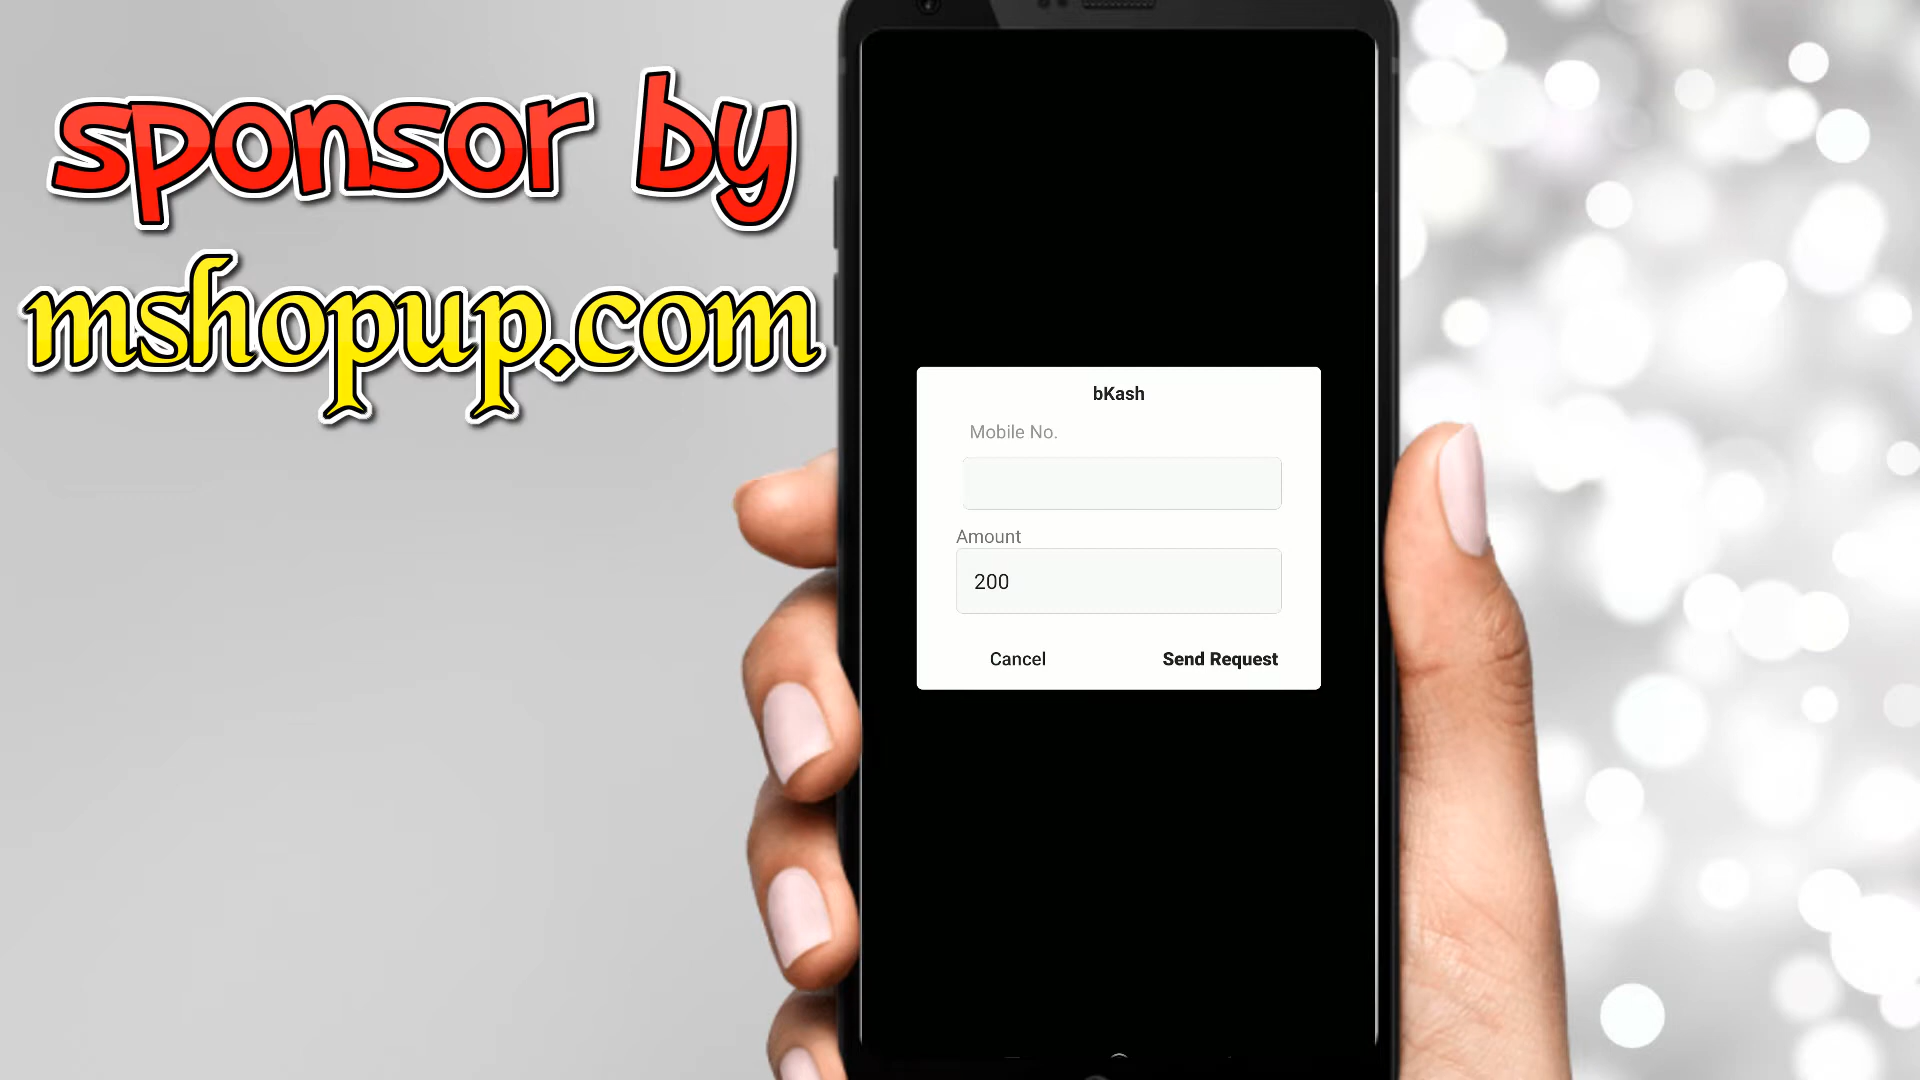 sponsor by
mshopup.com
bKash
Mobile No.
Amount
200
Cancel
Send Request